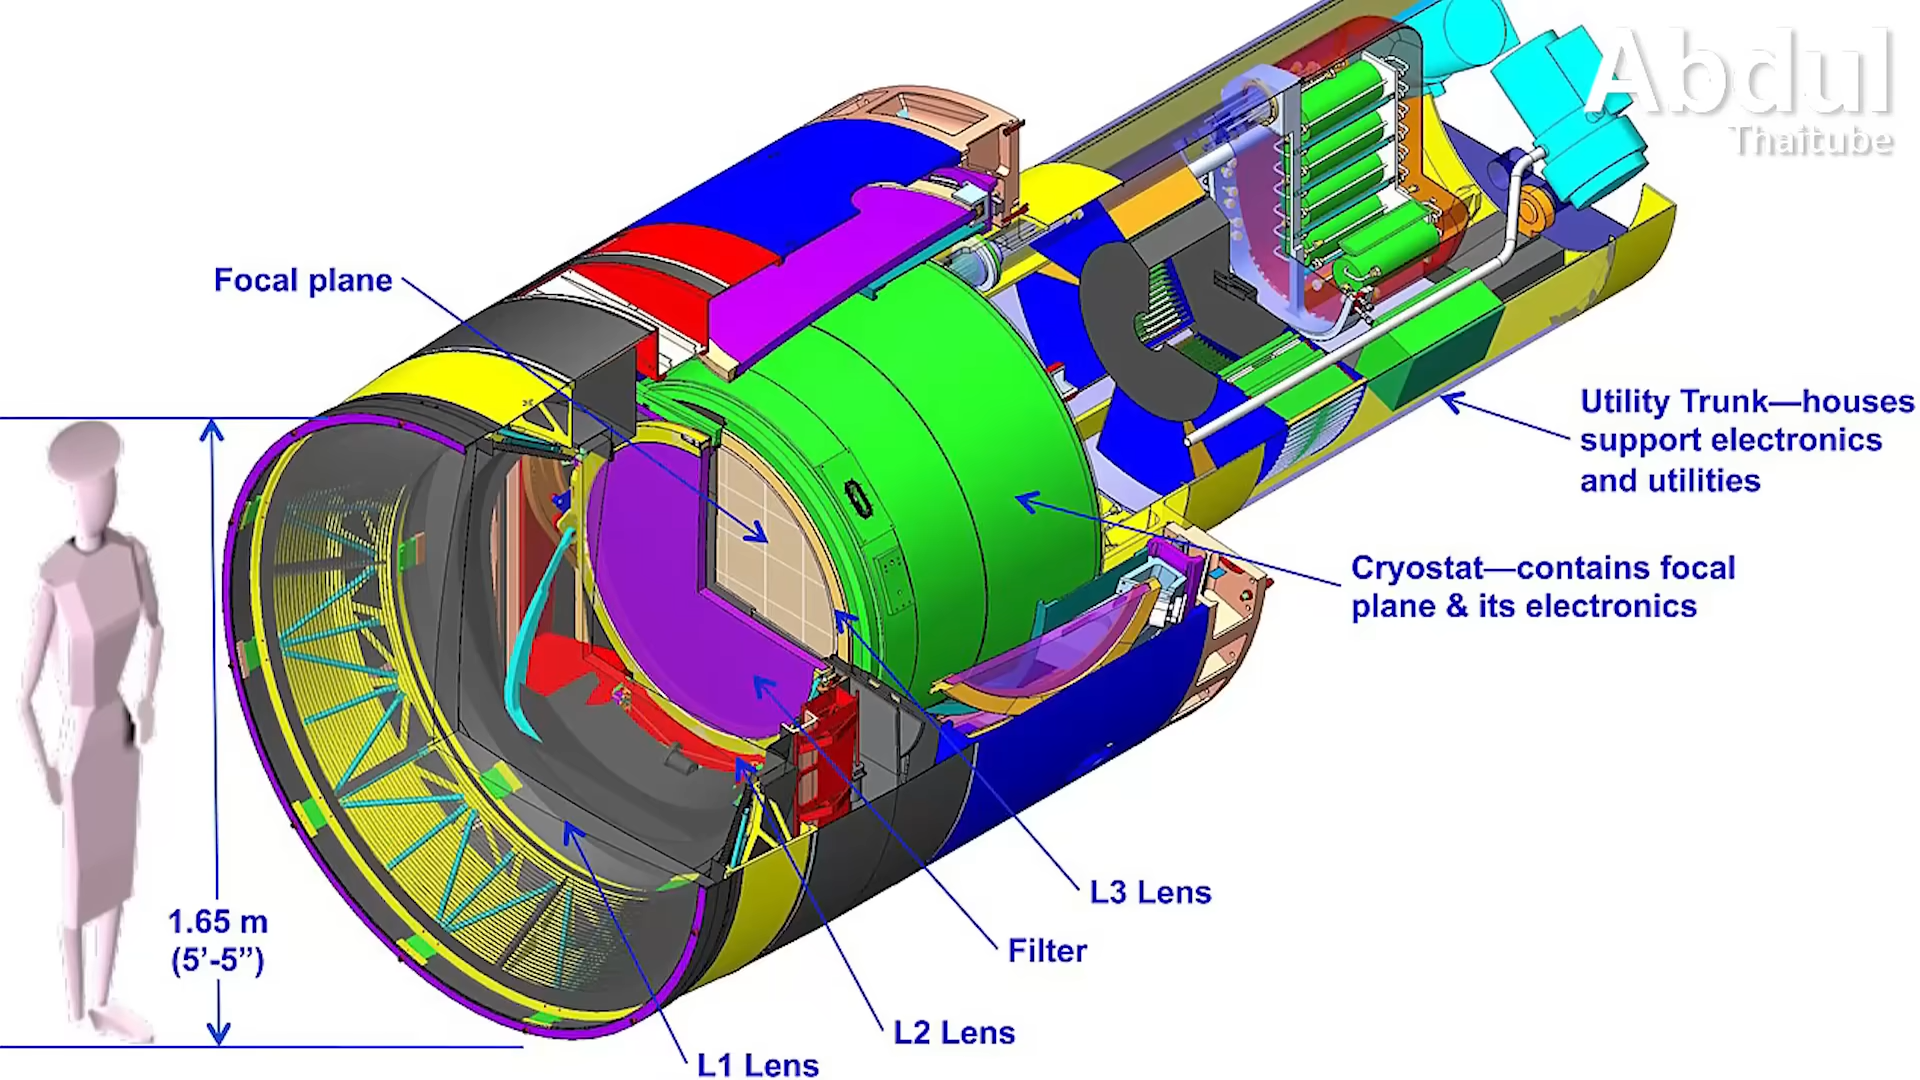 Abdul
Thaitube
Focal plane
Utility Trunk—houses
support electronics
and utilities
Cryostat—contains focal
plane & its electronics
L3 Lens
1.65 m
(5’-5”)
Filter
L2 Lens
L1 Lens